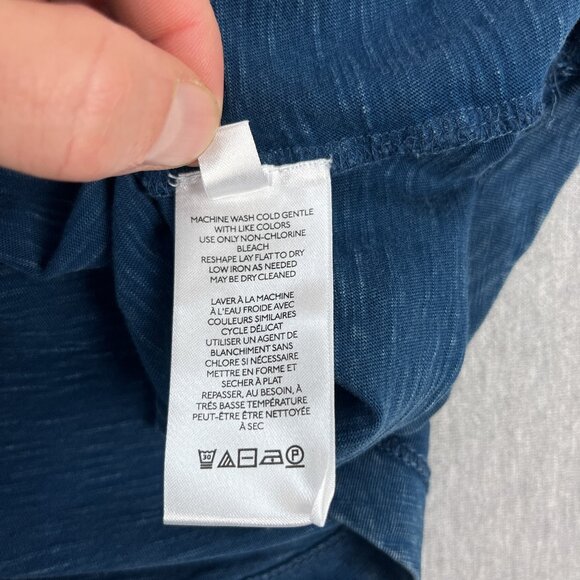 MACHINE WASH COLD GENTLE
WITH LIKE COLORS
USE ONLY NON-CHLORINE
BLEACH
RESHAPE LAY FLAT TO DRY
LOW IRON AS NEEDED
MAY BE DRY CLEANED
LAVER À LA MACHINE
À L'EAU FROIDE AVEC
COULEURS SIMILAIRES
CYCLE DÉLICAT
UTILISER UN AGENT DE
BLANCHIMENT SANS
CHLORE SI NÉCESSAIRE
METTRE EN FORME ET
SECHER À PLAT
REPASSER, AU BESOIN, À
TRÉS BASSE TEMPÉRATURE
PEUT-ÊTRE ÊTRE NETTOYÉE
À SEC
30 P